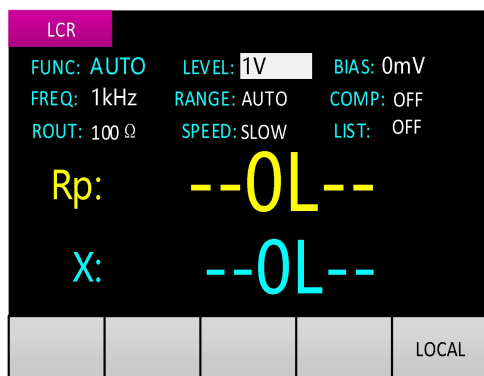 LCR
FUNC: AUTO LEVEL: 1V BIAS: 0mV
FREQ: 1kHz RANGE: AUTO COMP: OFF
ROUT: 100 Ω SPEED: SLOW LIST: OFF
Rp: --OL--
X: --OL--
LOCAL